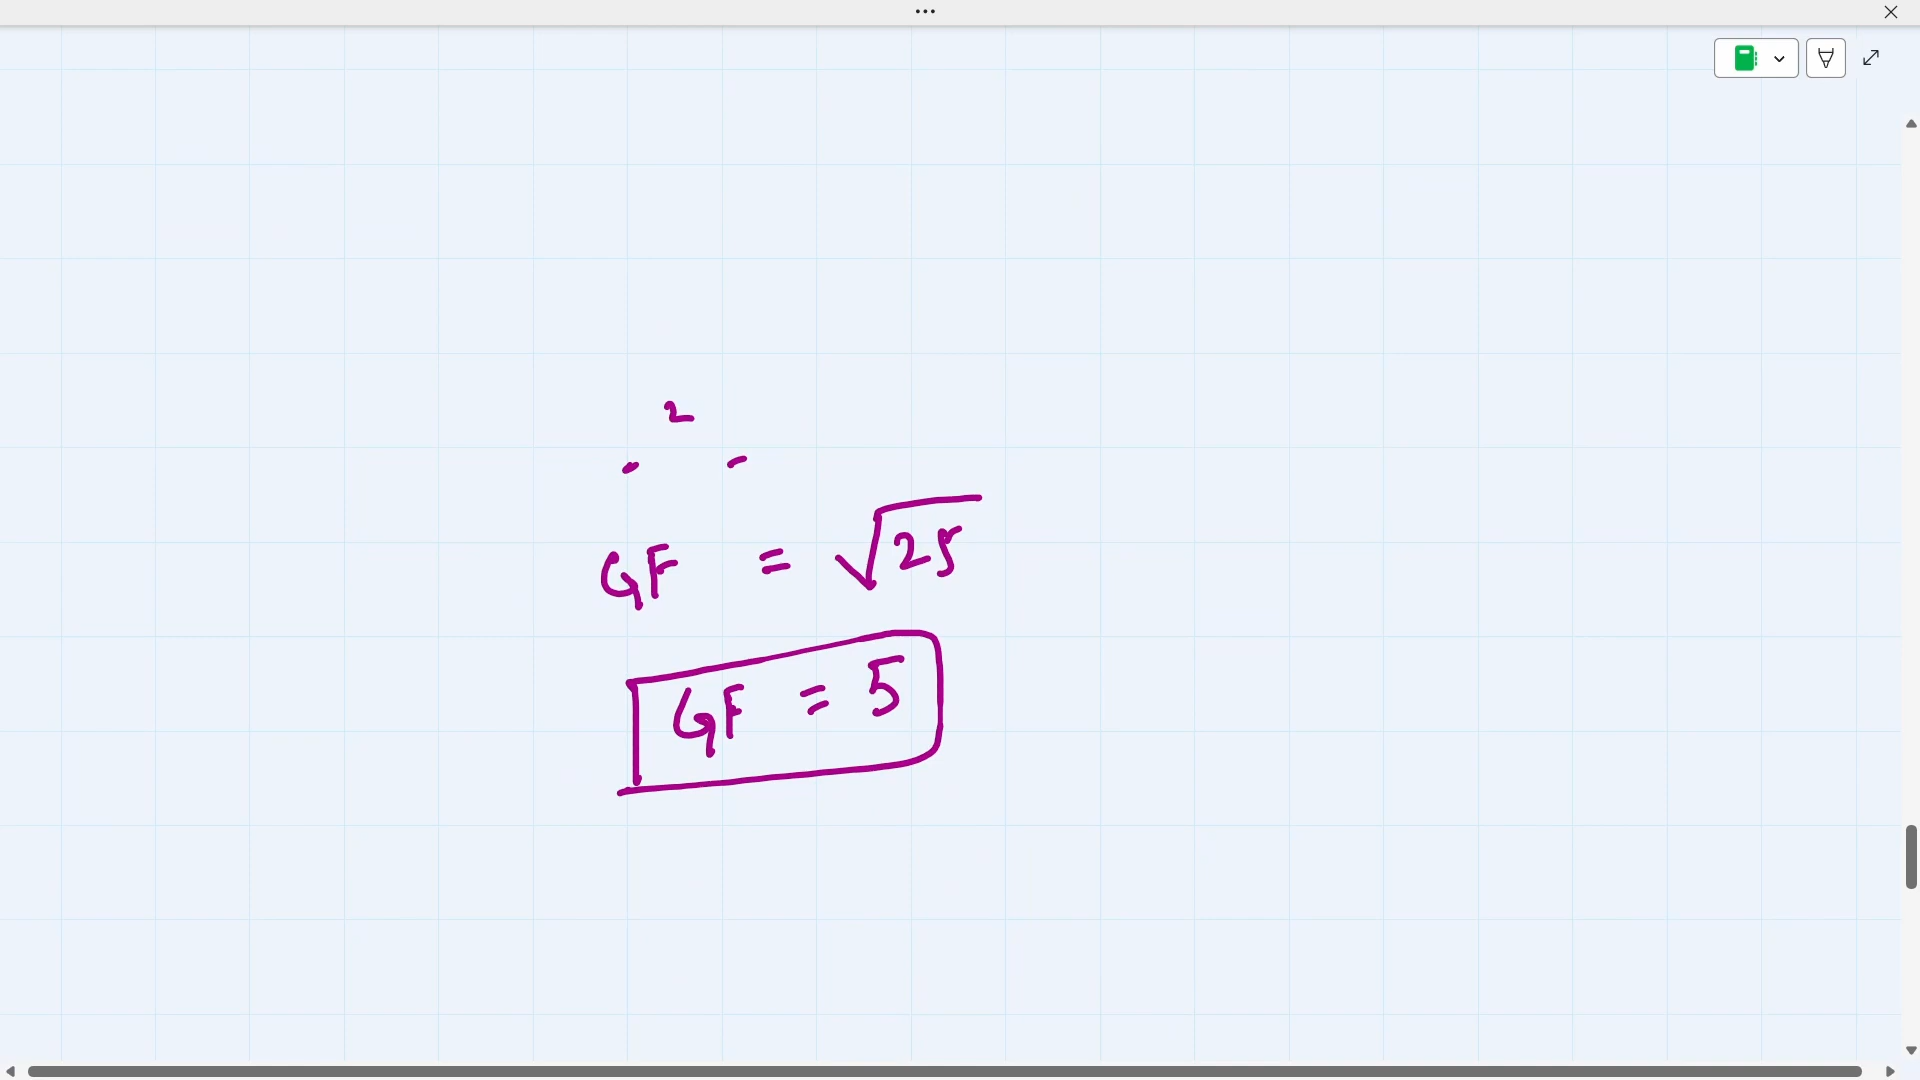 2
GF = √25
GF = 5